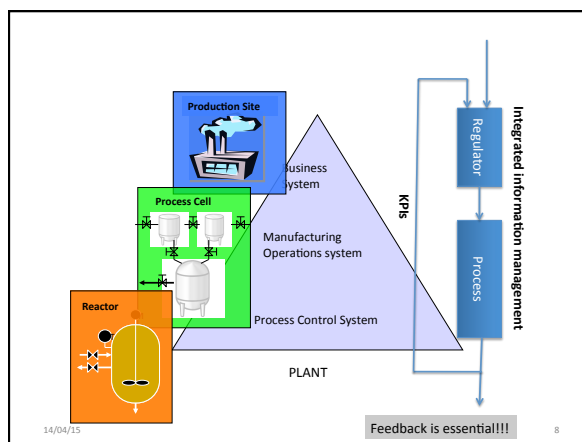 Production Site
Business
System
Process Cell
Manufacturing
Operations system
Reactor
Process Control System
PLANT
KPIs
Regulator
Process
Integrated information management
Feedback is essential!!!
14/04/15
8